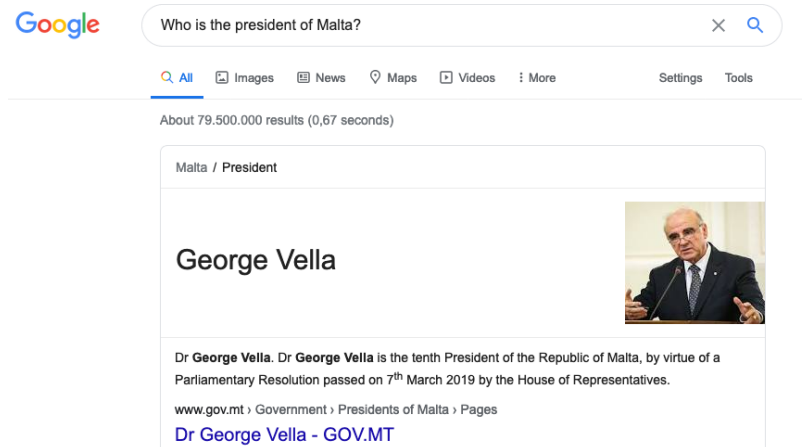 Google
Who is the president of Malta?
All Images News Maps Videos More Settings Tools
About 79.500.000 results (0,67 seconds)
Malta / President
George Vella
Dr George Vella. Dr George Vella is the tenth President of the Republic of Malta, by virtue of a
Parliamentary Resolution passed on 7th March 2019 by the House of Representatives.
www.gov.mt › Government › Presidents of Malta › Pages
Dr George Vella - GOV.MT